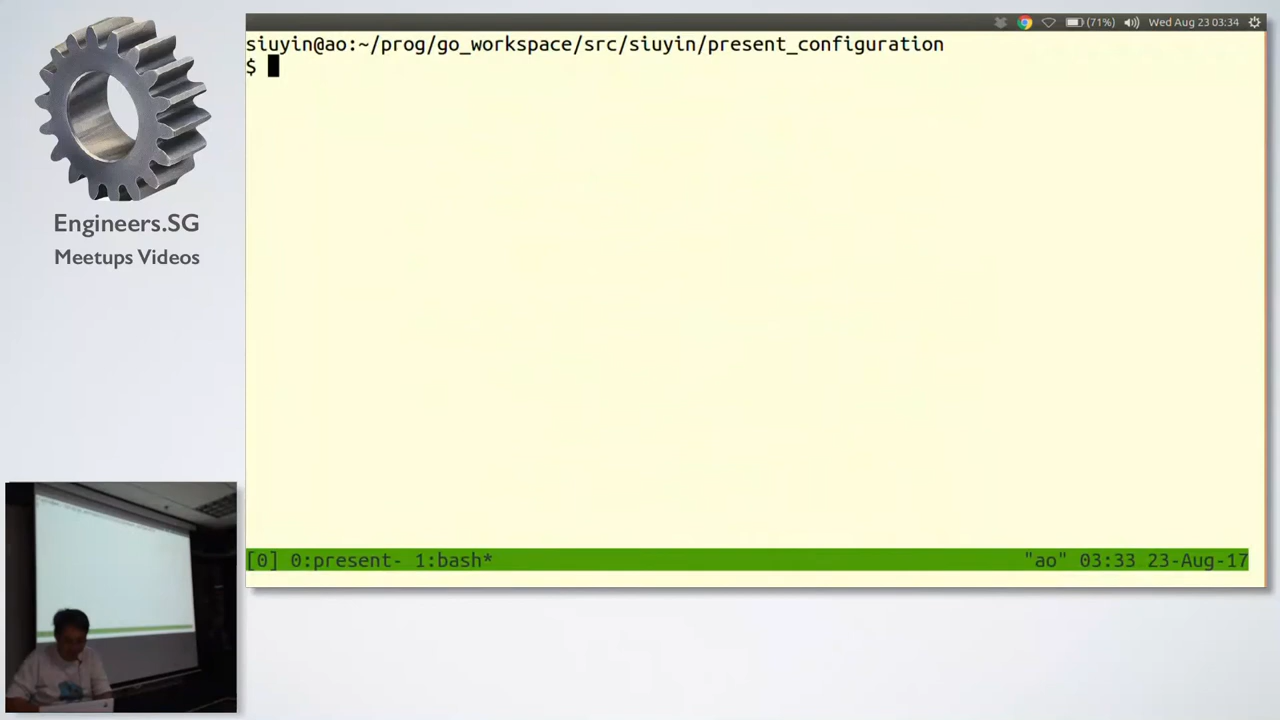 Engineers.SG
Meetups Videos
(71%) Wed Aug 23 03:34
siuyin@ao:~/prog/go_workspace/src/siuyin/present_configuration
$
[0] 0:present- 1:bash* "ao" 03:33 23-Aug-17